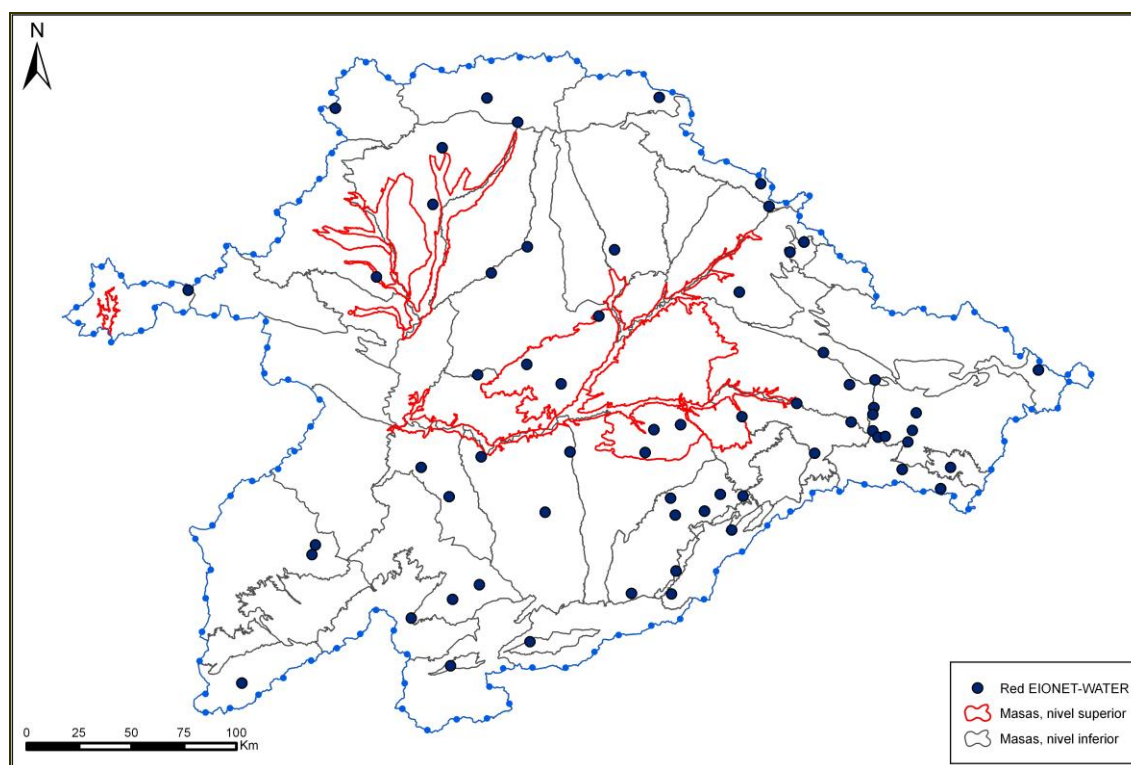 N
0 25 50 75 100
Km
Red EIONET-WATER
Masas, nivel superior
Masas, nivel inferior